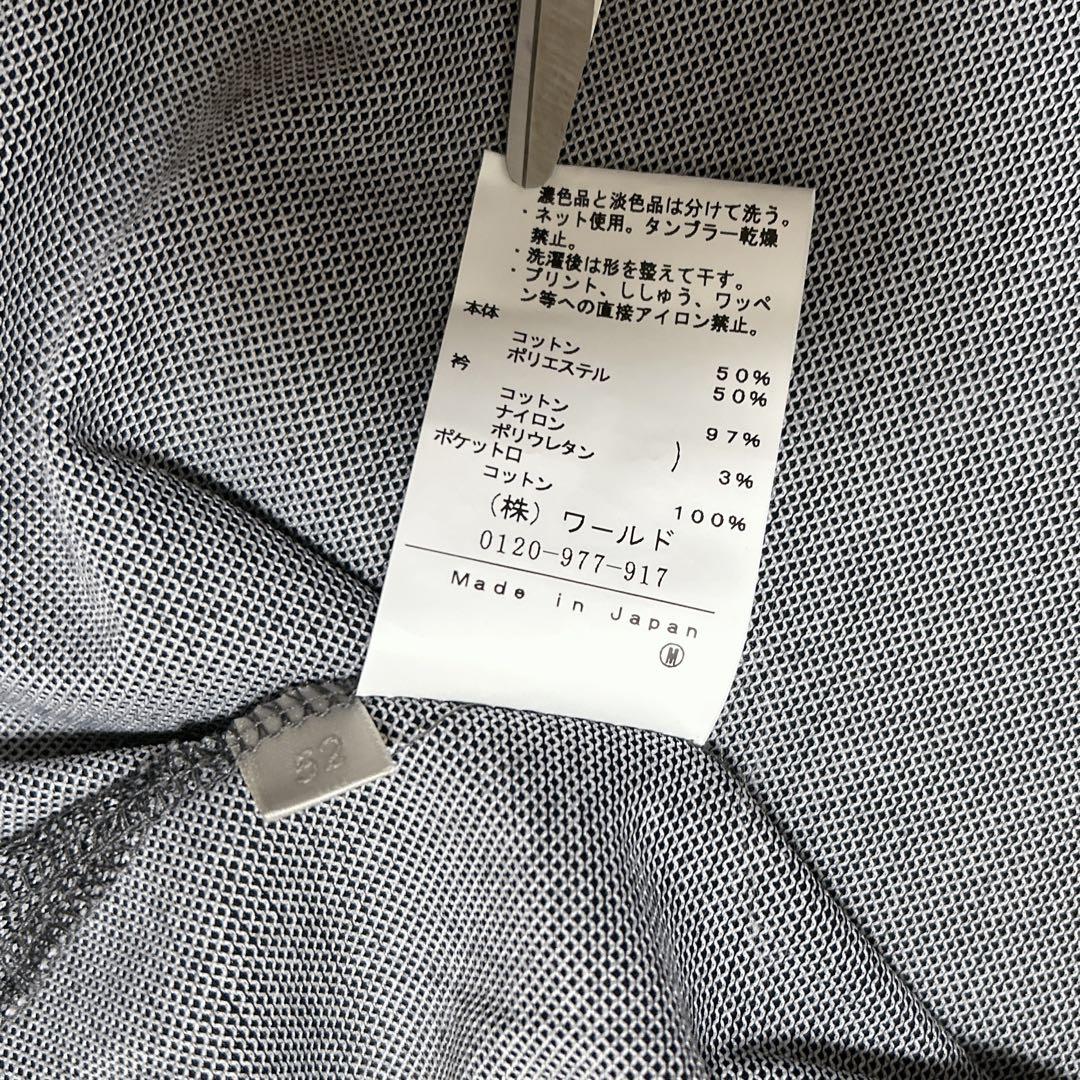 濃色品と淡色品は分けて洗う。
・ネット使用。タンブラー乾燥
禁止。
・洗濯後は形を整えて干す。
・プリント、ししゅう、ワッペ
ン等への直接アイロン禁止。
本体
コットン 50%
ポリエステル 50%
衿
コットン 97%
ナイロン
ポリウレタン ) 3%
ポケット口
コットン 100%
(株) ワールド
0120-977-917
Made in Japan
Ⓜ